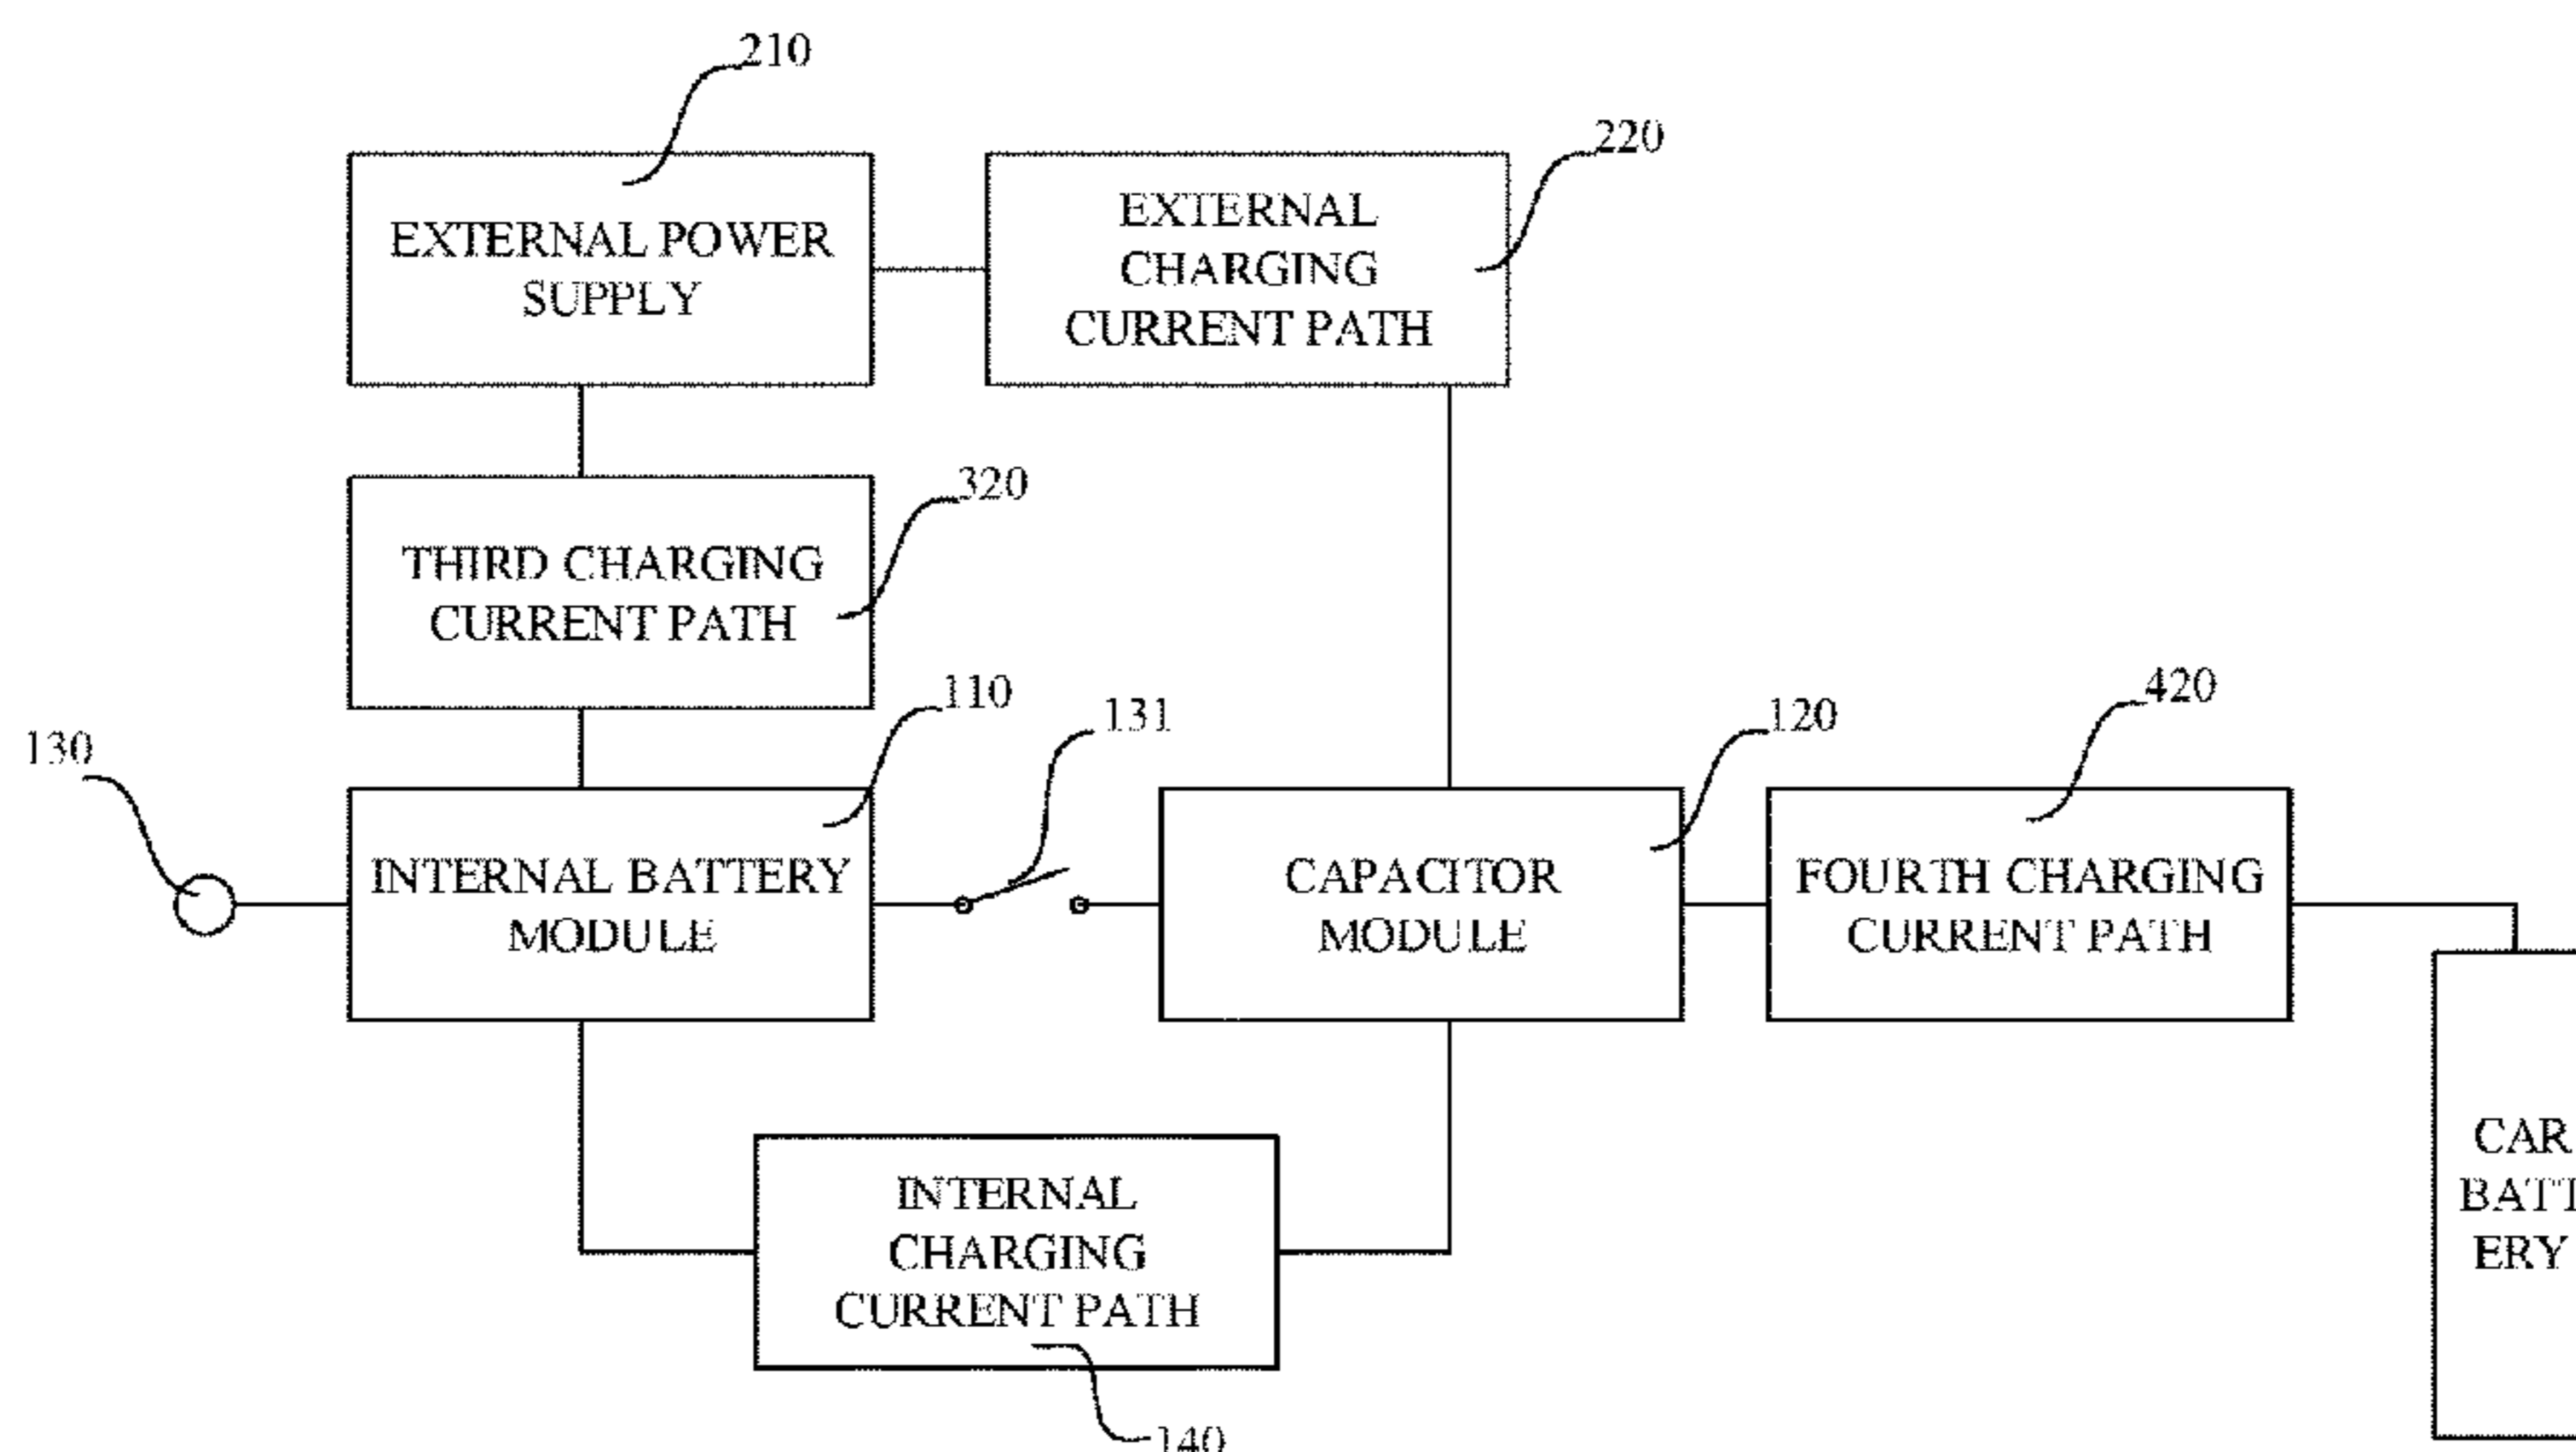 210
220
EXTERNAL POWER
SUPPLY
EXTERNAL
CHARGING
CURRENT PATH
320
THIRD CHARGING
CURRENT PATH
110
131
120
420
130
INTERNAL BATTERY
MODULE
CAPACITOR
MODULE
FOURTH CHARGING
CURRENT PATH
INTERNAL
CHARGING
CURRENT PATH
CAR
BATT
ERY
140